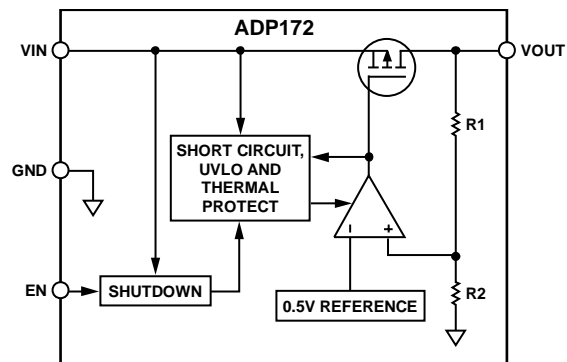 ADP172
VIN
VOUT
R1
SHORT CIRCUIT,
UVLO AND
THERMAL
PROTECT
GND
EN
SHUTDOWN
0.5V REFERENCE
R2